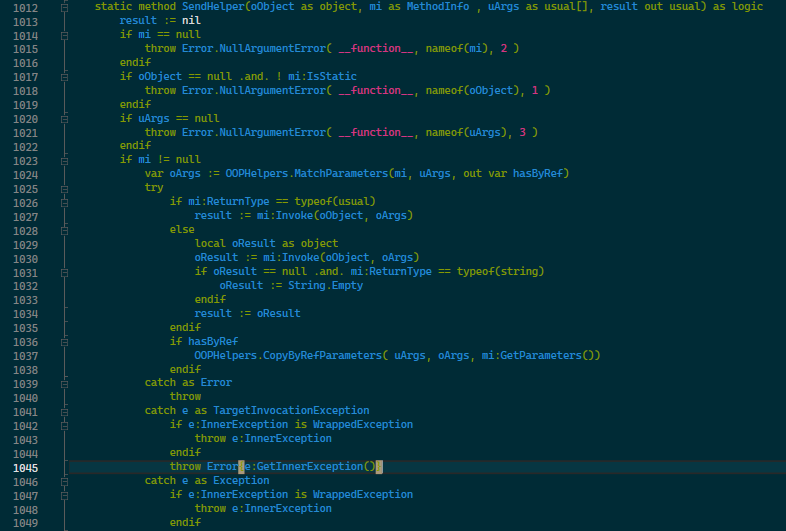 1012 static method SendHelper(oObject as object, mi as MethodInfo , uArgs as usual[], result out usual) as logic
1013 result := nil
1014 if mi == null
1015 throw Error.NullArgumentError( __function__, nameof(mi), 2 )
1016 endif
1017 if oObject == null .and. ! mi:IsStatic
1018 throw Error.NullArgumentError( __function__, nameof(oObject), 1 )
1019 endif
1020 if uArgs == null
1021 throw Error.NullArgumentError( __function__, nameof(uArgs), 3 )
1022 endif
1023 if mi != null
1024 var oArgs := OOPHelpers.MatchParameters(mi, uArgs, out var hasByRef)
1025 try
1026 if mi:ReturnType == typeof(usual)
1027 result := mi:Invoke(oObject, oArgs)
1028 else
1029 local oResult as object
1030 oResult := mi:Invoke(oObject, oArgs)
1031 if oResult == null .and. mi:ReturnType == typeof(string)
1032 oResult := String.Empty
1033 endif
1034 result := oResult
1035 endif
1036 if hasByRef
1037 OOPHelpers.CopyByRefParameters( uArgs, oArgs, mi:GetParameters())
1038 endif
1039 catch as Error
1040 throw
1041 catch e as TargetInvocationException
1042 if e:InnerException is WrappedException
1043 throw e:InnerException
1044 endif
1045 throw Error(e:GetInnerException())
1046 catch e as Exception
1047 if e:InnerException is WrappedException
1048 throw e:InnerException
1049 endif